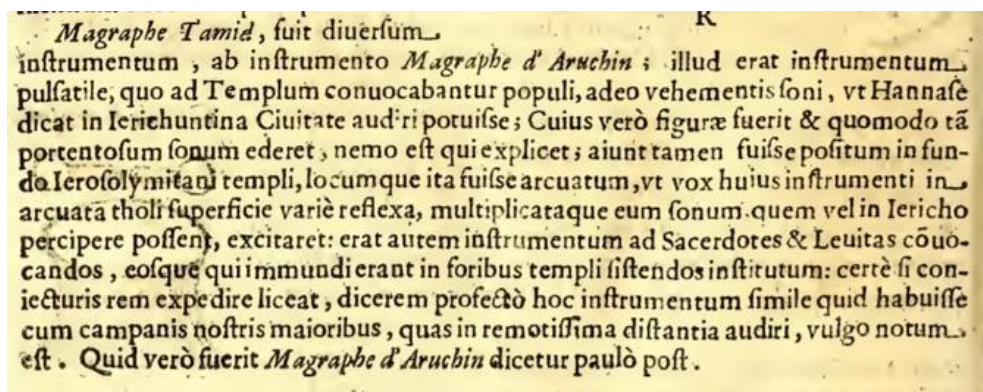 R
Magraphe Tamid, fuit diuerſum
inſtrumentum, ab inſtrumento Magraphe d' Aruchin; illud erat inſtrumentum
pulſatile, quo ad Templum conuocabantur populi, adeo vehementis ſoni, vt Hannaſè
dicat in Ierichuntina Ciuitate audiri potuiſse; Cuius verò figuræ fuerit & quomodo tã
portentoſum ſonum ederet, nemo eſt qui explicet; aiunt tamen fuiſse poſitum in fun-
do Ieroſolymitani templi, locumque ita fuiſse arcuatum, vt vox huius inſtrumenti in
arcuata tholi ſuperficie variè reflexa, multiplicataque eum ſonum quem vel in Iericho
percipere poſſent, excitaret: erat autem inſtrumentum ad Sacerdotes & Leuitas cõuo-
candos, eoſque qui immundi erant in foribus templi ſiſtendos inſtitutum: certè ſi con-
iecturis rem expedire liceat, dicerem profectò hoc inſtrumentum ſimile quid habuiſſe
cum campanis noſtris maioribus, quas in remotiſſima diſtantia audiri, vulgo notum
eſt. Quid verò fuerit Magraphe d' Aruchin dicetur paulò poſt.